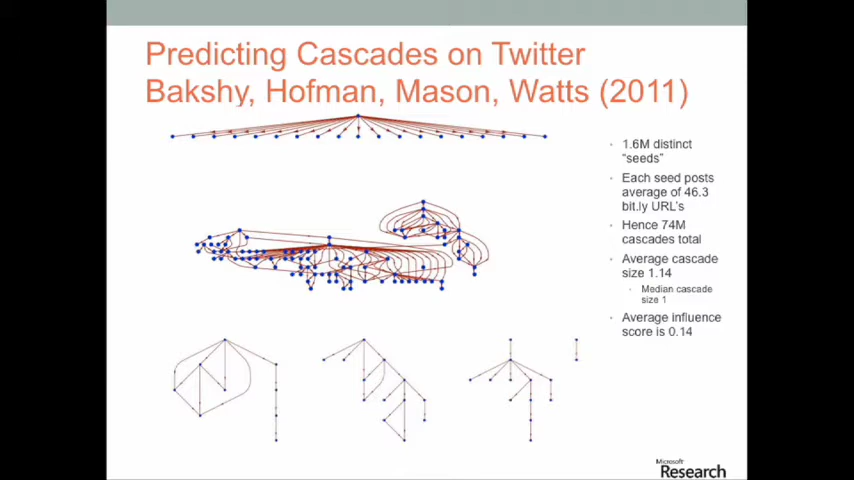 Predicting Cascades on Twitter
Bakshy, Hofman, Mason, Watts (2011)
1.6M distinct
"seeds"
Each seed posts
average of 46.3
bit.ly URL's
Hence 74M
cascades total
Average cascade
size 1.14
Median cascade
size 1
Average influence
score is 0.14
Microsoft
Research